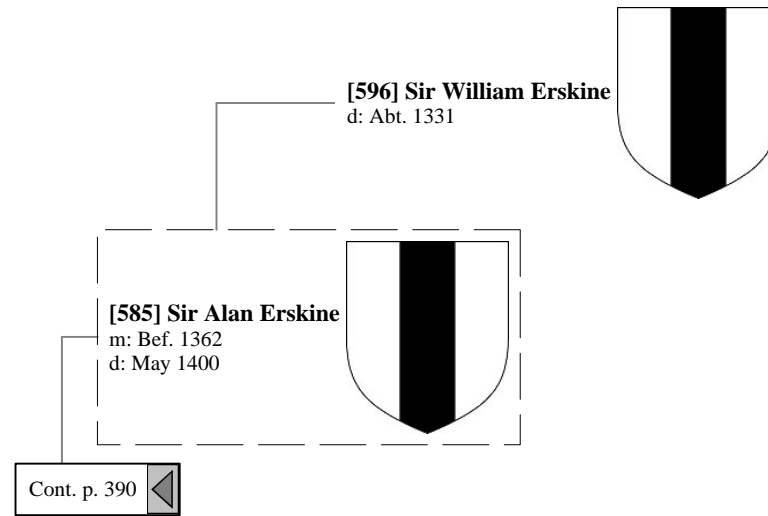 [596] Sir William Erskine
d: Abt. 1331
[585] Sir Alan Erskine
m: Bef. 1362
d: May 1400
Cont. p. 390